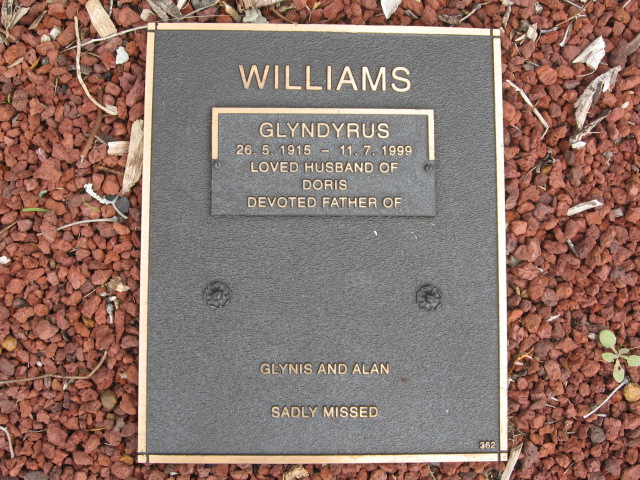 WILLIAMS
GLYNDYRUS
26. 5. 1915 – 11. 7. 1999
LOVED HUSBAND OF
DORIS
DEVOTED FATHER OF
GLYNIS AND ALAN
SADLY MISSED
362